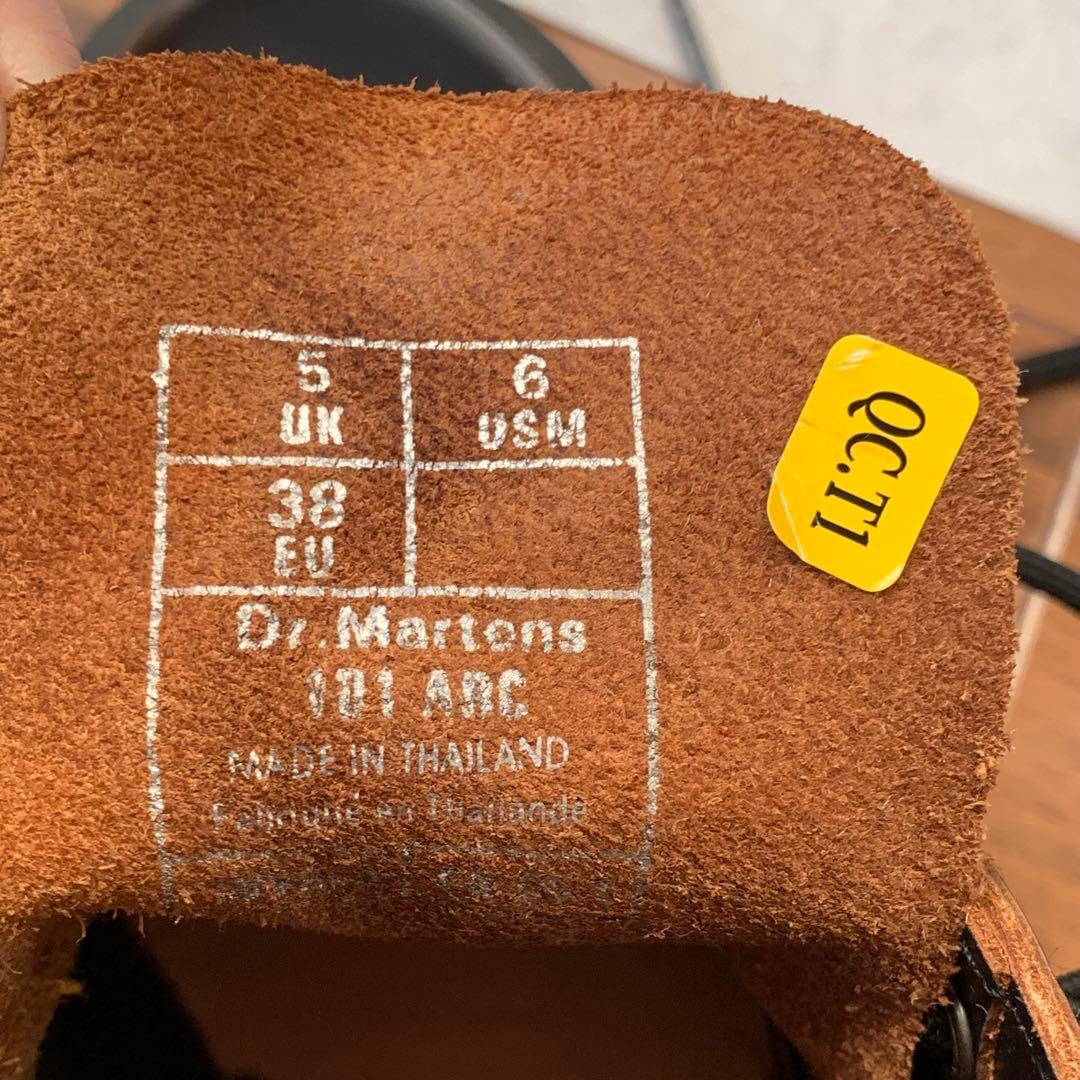 5
UK
6
USM
38
EU
Dr. Martens
101 ARC
MADE IN THAILAND
Fabriqué en Thaïlande
QC.T1